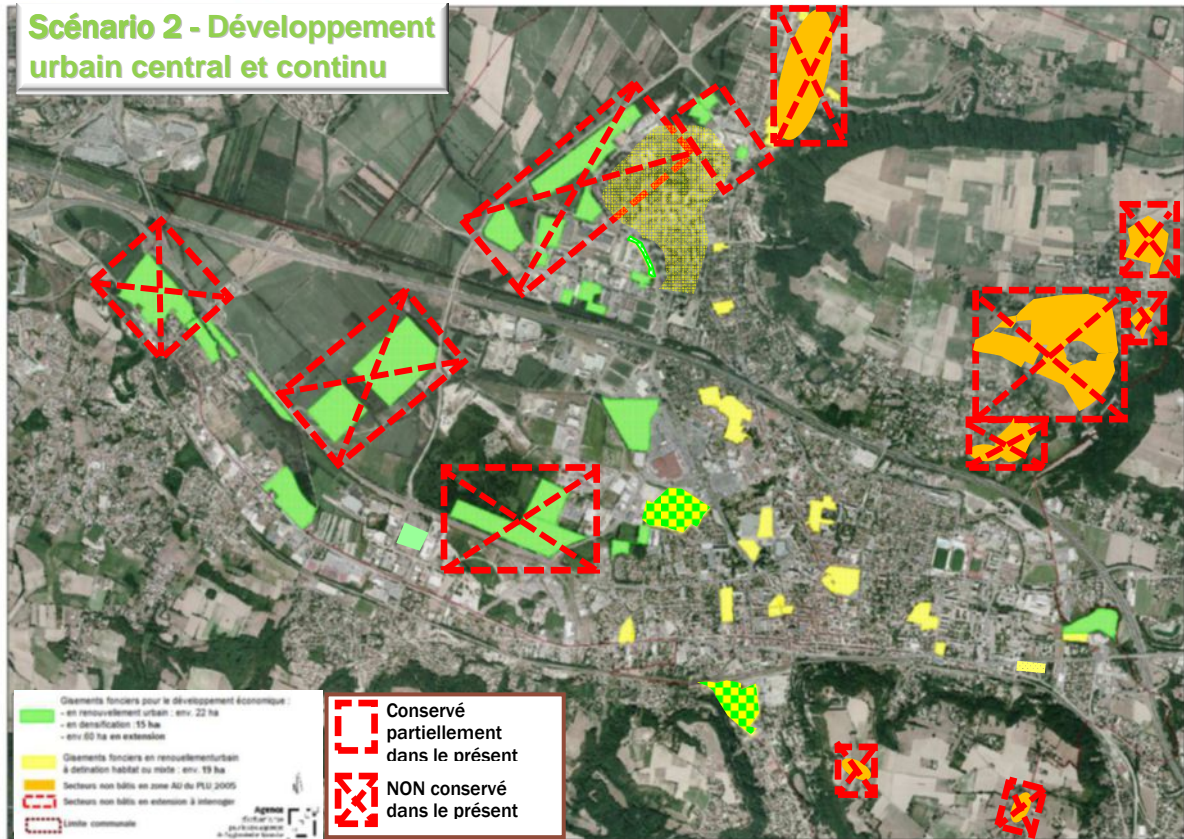 Scénario 2 - Développement
urbain central et continu
Gisements fonciers pour le développement économique :
- en renouvellement urbain : env. 22 ha
- en densification : 15 ha
- env.60 ha en extension
Gisements fonciers en renouellementurbain
à detination habitat ou mixte : env. 19 ha
Secteurs non bâtis en zone AU du PLU 2005
Secteurs non bâtis en extension à interroger
Limite communale
Agence
d'urbanisme
Conservé
partiellement
dans le présent
NON conservé
dans le présent